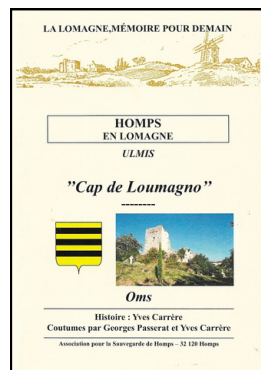 LA LOMAGNE,MÉMOIRE POUR DEMAIN
HOMPS
EN LOMAGNE
ULMIS
"Cap de Loumagno"
--------
Oms
Histoire : Yves Carrère
Coutumes par Georges Passerat et Yves Carrère
Association pour la Sauvegarde de Homps – 32 120 Homps